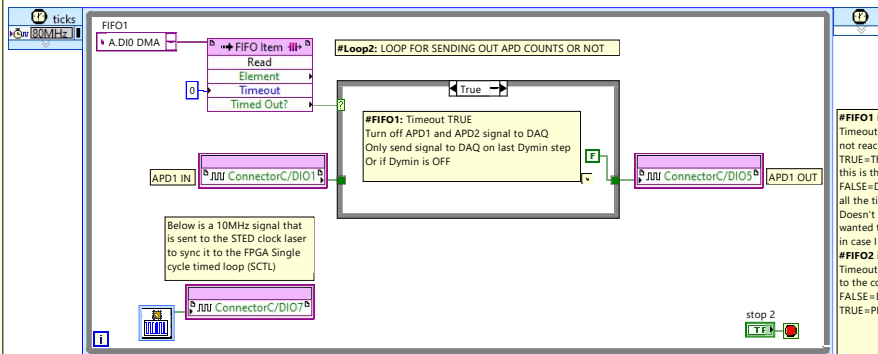 ticks
80MHz
FIFO1
A.DI0 DMA
FIFO Item
Read
Element
0
Timeout
Timed Out?
#Loop2: LOOP FOR SENDING OUT APD COUNTS OR NOT
True
?
#FIFO1: Timeout TRUE
Turn off APD1 and APD2 signal to DAQ
Only send signal to DAQ on last Dymin step
Or if Dymin is OFF
F
APD1 IN
ConnectorC/DIO1
ConnectorC/DIO5
APD1 OUT
Below is a 10MHz signal that
is sent to the STED clock laser
to sync it to the FPGA Single
cycle timed loop (SCTL)
ConnectorC/DIO7
i
stop 2
TF
#FIFO1
Timeout
not reac
TRUE=T
this is th
FALSE=D
all the ti
Doesn't
wanted t
in case I
#FIFO2
Timeout
to the co
FALSE=D
TRUE=P